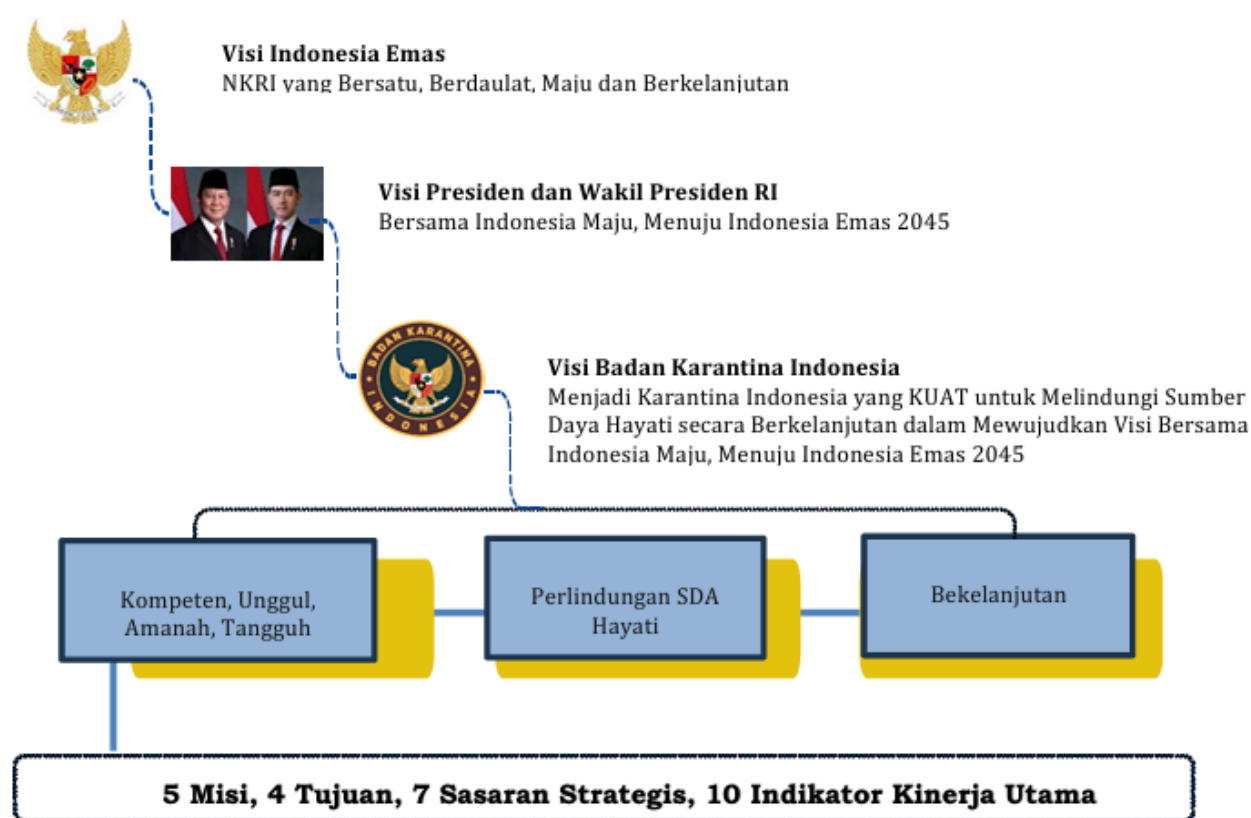 Visi Indonesia Emas
NKRI yang Bersatu, Berdaulat, Maju dan Berkelanjutan
Visi Presiden dan Wakil Presiden RI
Bersama Indonesia Maju, Menuju Indonesia Emas 2045
BADAN KARANTINA
INDONESIA
Visi Badan Karantina Indonesia
Menjadi Karantina Indonesia yang KUAT untuk Melindungi Sumber
Daya Hayati secara Berkelanjutan dalam Mewujudkan Visi Bersama
Indonesia Maju, Menuju Indonesia Emas 2045
Kompeten, Unggul,
Amanah, Tangguh
Perlindungan SDA
Hayati
Bekelanjutan
5 Misi, 4 Tujuan, 7 Sasaran Strategis, 10 Indikator Kinerja Utama